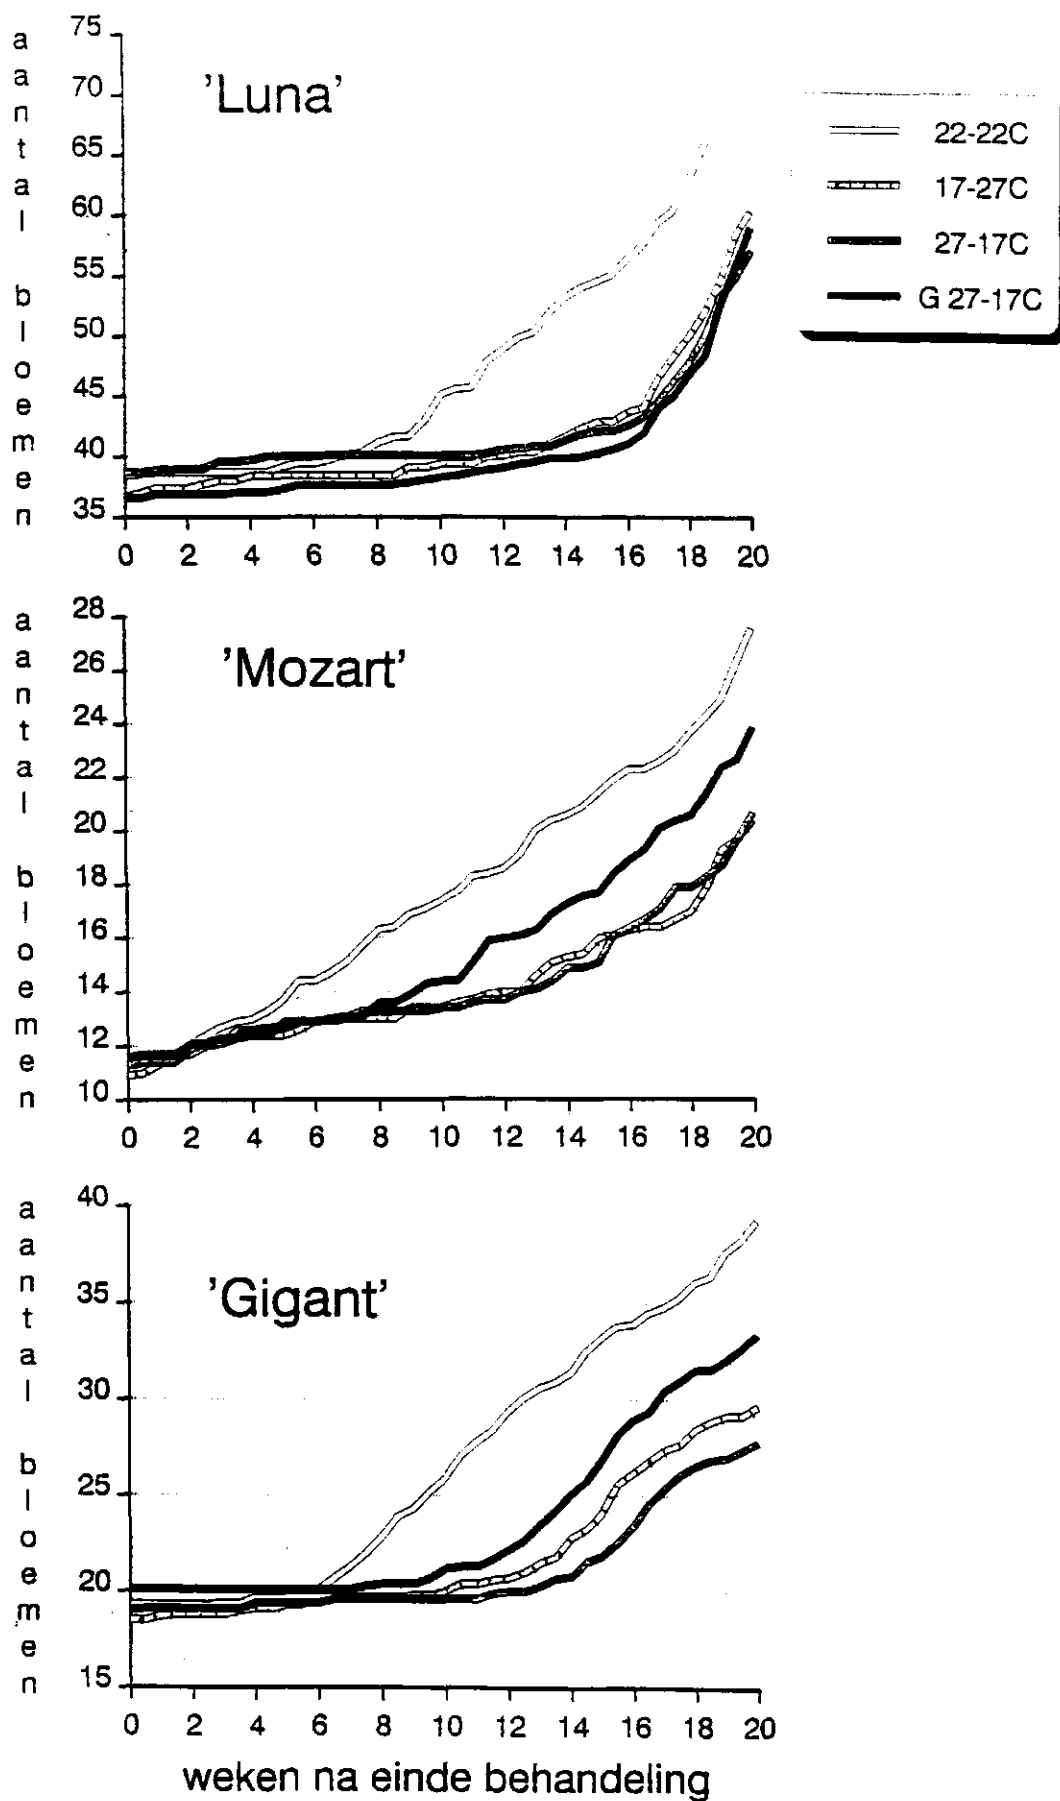 aantal bloemen
'Luna'
75
70
65
60
55
50
45
40
35
0 2 4 6 8 10 12 14 16 18 20
22-22C
17-27C
27-17C
G 27-17C
aantal bloemen
'Mozart'
28
26
24
22
20
18
16
14
12
10
0 2 4 6 8 10 12 14 16 18 20
aantal bloemen
'Gigant'
40
35
30
25
20
15
0 2 4 6 8 10 12 14 16 18 20
weken na einde behandeling